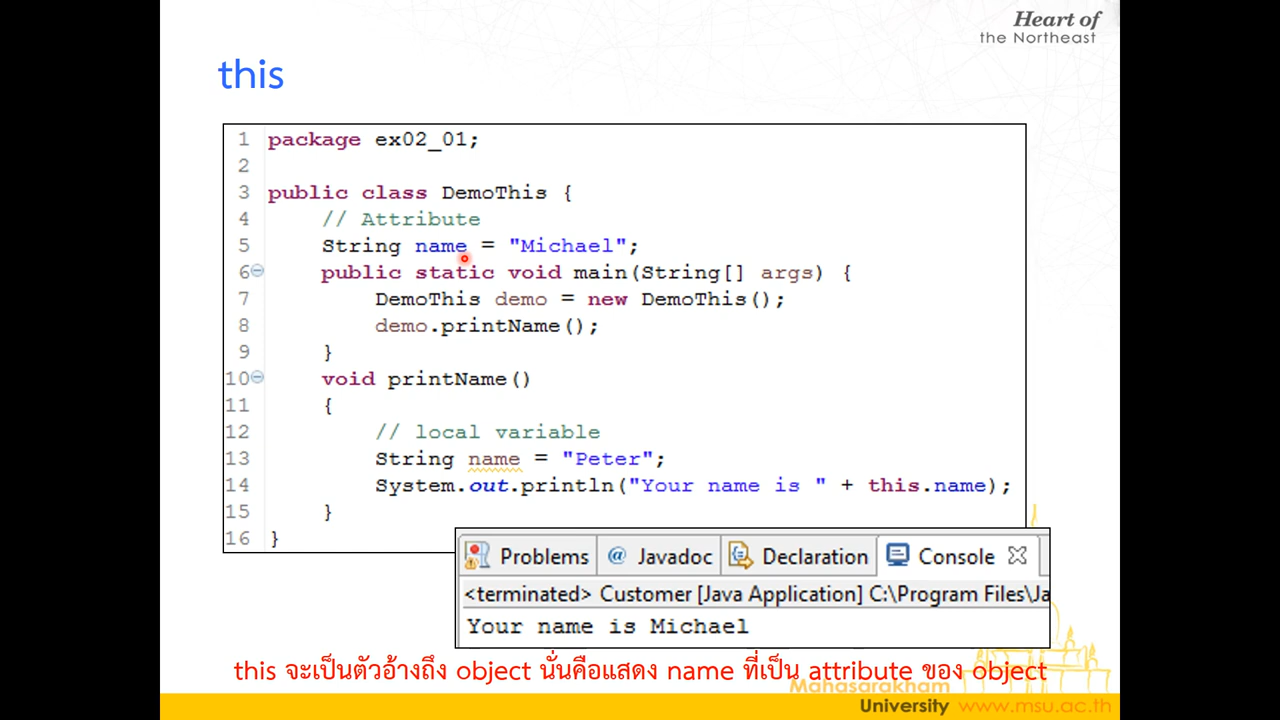 Heart of
the Northeast
this
1 package ex02_01;
2
3 public class DemoThis {
4 // Attribute
5 String name = "Michael";
6 public static void main(String[] args) {
7 DemoThis demo = new DemoThis();
8 demo.printName();
9 }
10 void printName()
11 {
12 // local variable
13 String name = "Peter";
14 System.out.println("Your name is " + this.name);
15 }
16 }
Problems @ Javadoc Declaration Console
<terminated> Customer [Java Application] C:\Program Files\Ja
Your name is Michael
this จะเป็นตัวอ้างถึง object นั่นคือแสดง name ที่เป็น attribute ของ object
Mahasarakham
University www.msu.ac.th